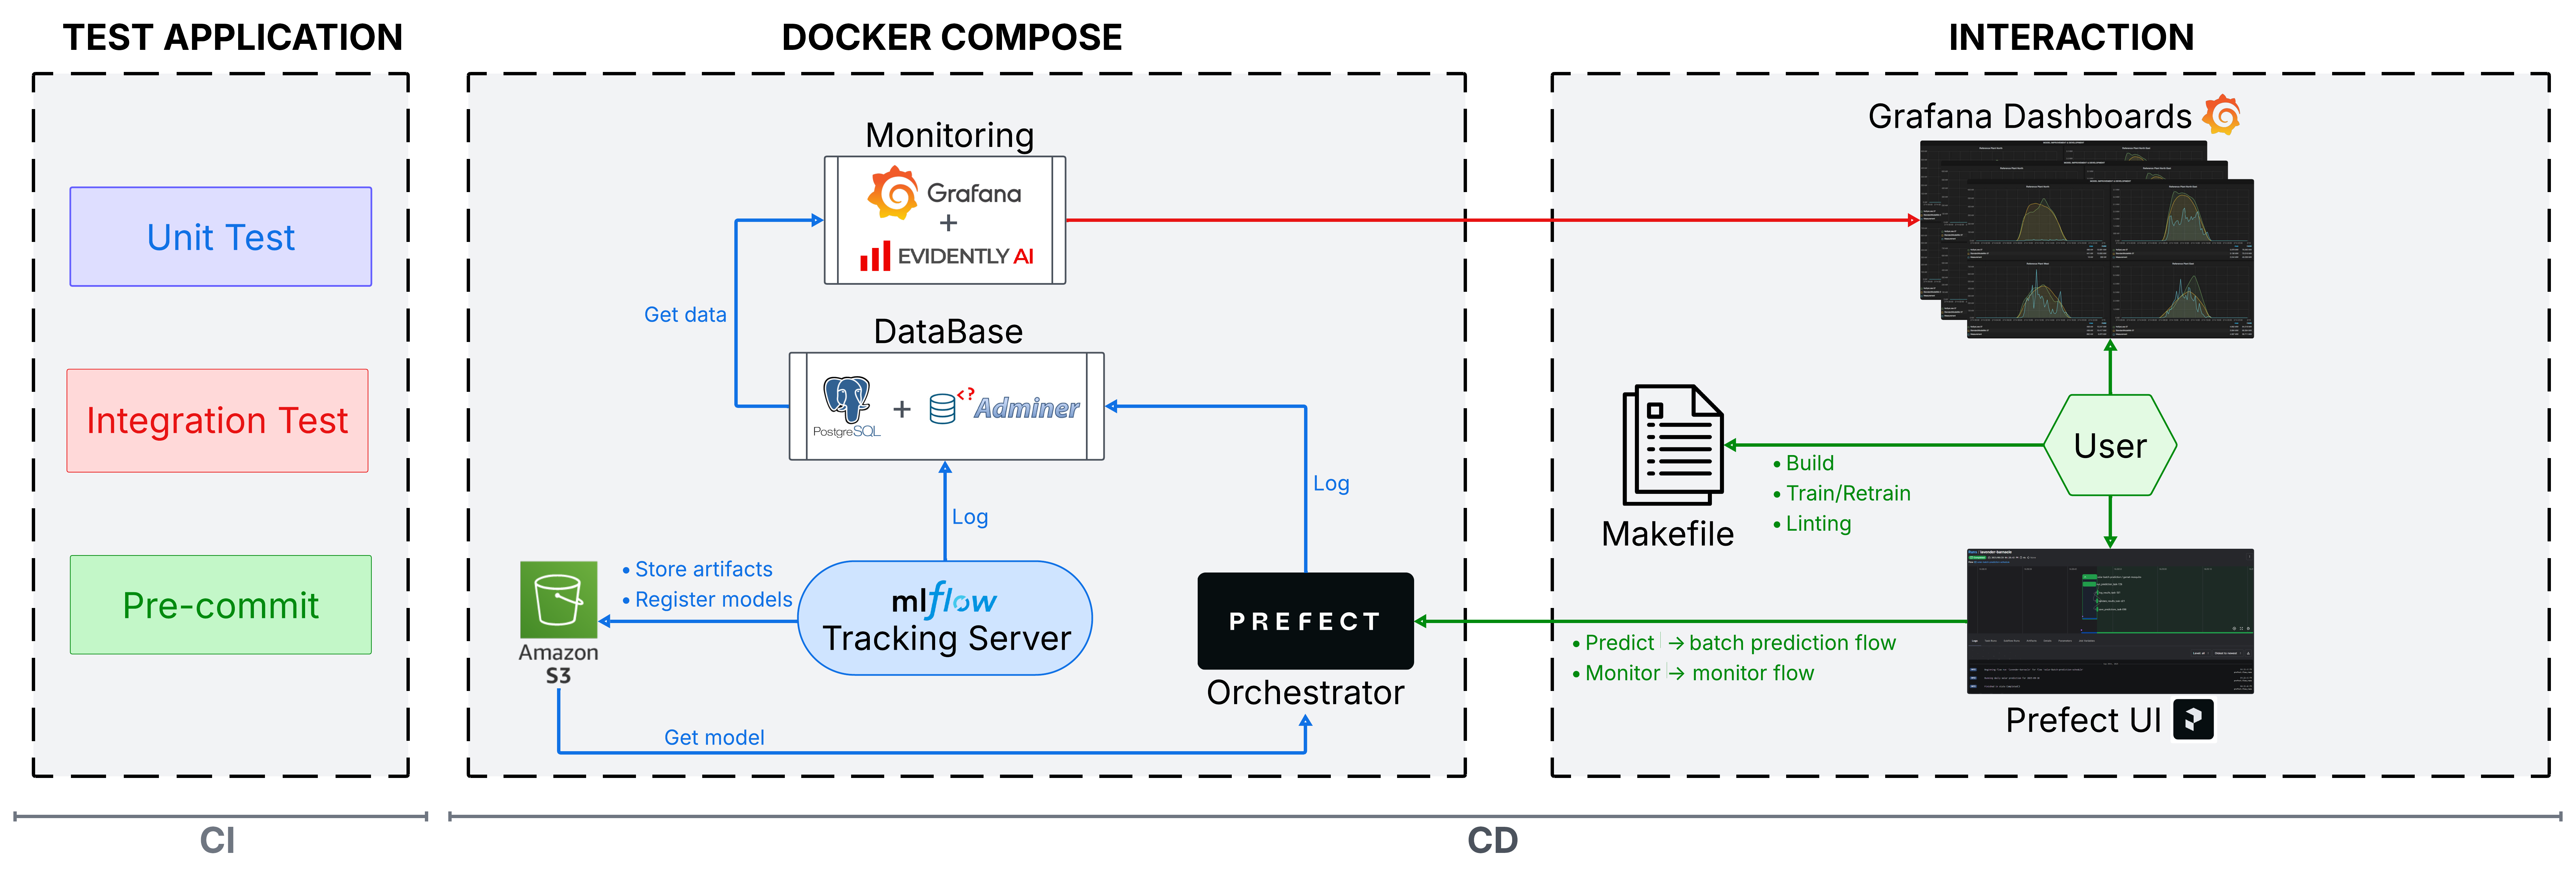 TEST APPLICATION
Unit Test
Integration Test
Pre-commit
CI
DOCKER COMPOSE
Monitoring
Grafana
+
EVIDENTLY AI
Get data
DataBase
PostgreSQL
+
<? Adminer
Log
Log
• Store artifacts
• Register models
Amazon
S3
mlflow
Tracking Server
PREFECT
Orchestrator
Get model
INTERACTION
Grafana Dashboards
User
Makefile
• Build
• Train/Retrain
• Linting
• Predict → batch prediction flow
• Monitor → monitor flow
Prefect UI
CD